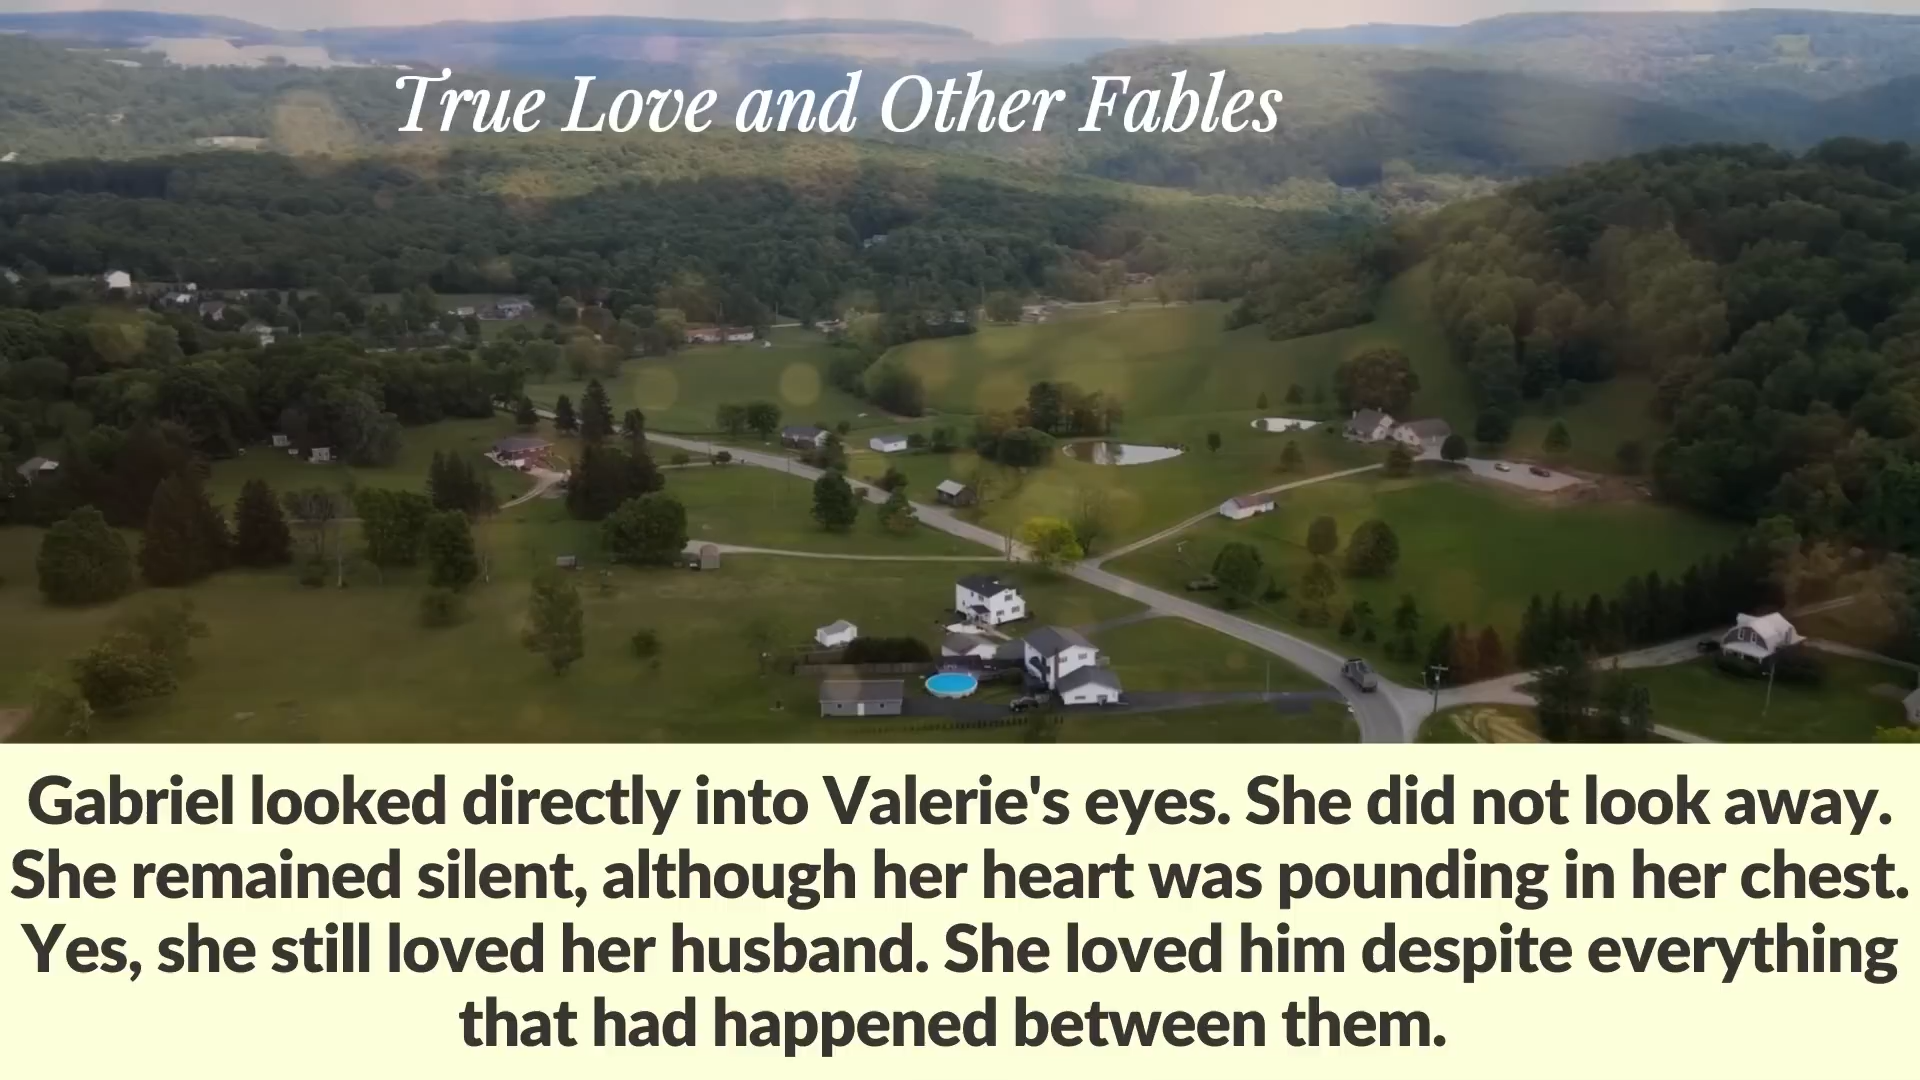 True Love and Other Fables
Gabriel looked directly into Valerie's eyes. She did not look away.
She remained silent, although her heart was pounding in her chest.
Yes, she still loved her husband. She loved him despite everything
that had happened between them.